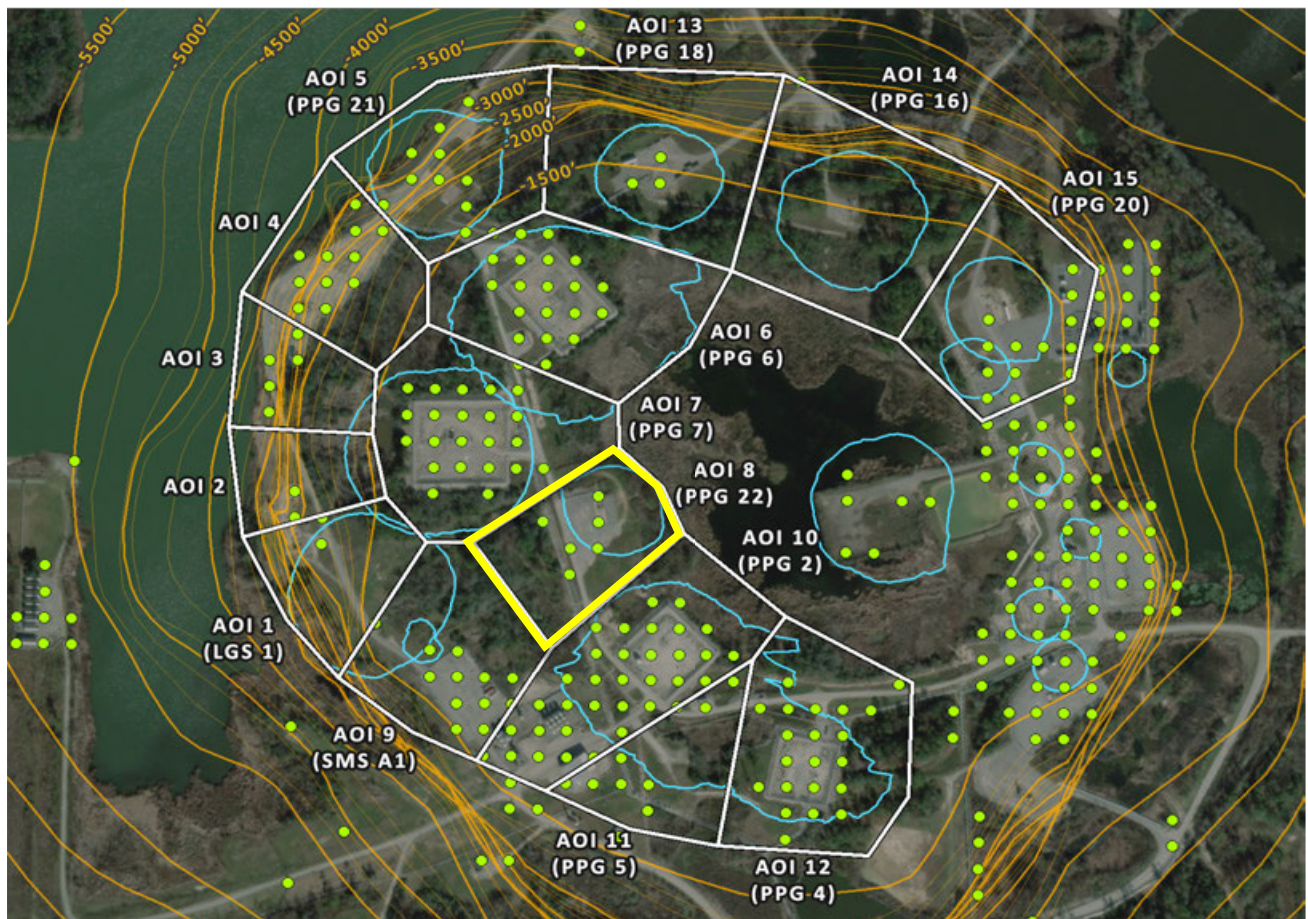 -5500'
-5000'
-4500'
-4000'
-3500'
-3000'
-2500'
-2000'
-1500'
AOI 13
(PPG 18)
AOI 14
(PPG 16)
AOI 5
(PPG 21)
AOI 15
(PPG 20)
AOI 4
AOI 3
AOI 6
(PPG 6)
AOI 7
(PPG 7)
AOI 8
(PPG 22)
AOI 2
AOI 10
(PPG 2)
AOI 1
(LGS 1)
AOI 9
(SMS A1)
AOI 11
(PPG 5)
AOI 12
(PPG 4)